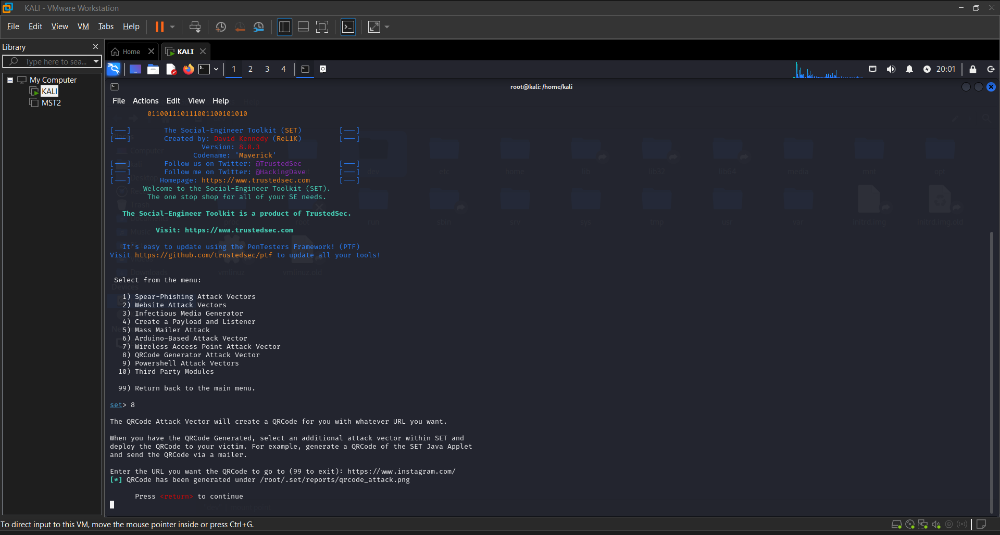 KALI - VMware Workstation
File Edit View VM Tabs Help
Library
Type here to sea...
My Computer
KALI
MST2
Home
KALI
1 2 3 4
20:01
root@kali: /home/kali
File Actions Edit View Help
011001110111001100101010
[---] The Social-Engineer Toolkit (SET) [---]
[---] Created by: David Kennedy (ReL1K) [---]
Version: 8.0.3
Codename: 'Maverick'
[---] Follow us on Twitter: @TrustedSec [---]
[---] Follow me on Twitter: @HackingDave [---]
[---] Homepage: https://www.trustedsec.com [---]
Welcome to the Social-Engineer Toolkit (SET).
The one stop shop for all of your SE needs.
The Social-Engineer Toolkit is a product of TrustedSec.
Visit: https://www.trustedsec.com
It's easy to update using the PenTesters Framework! (PTF)
Visit https://github.com/trustedsec/ptf to update all your tools!
Select from the menu:
1) Spear-Phishing Attack Vectors
2) Website Attack Vectors
3) Infectious Media Generator
4) Create a Payload and Listener
5) Mass Mailer Attack
6) Arduino-Based Attack Vector
7) Wireless Access Point Attack Vector
8) QRCode Generator Attack Vector
9) Powershell Attack Vectors
10) Third Party Modules
99) Return back to the main menu.
set> 8
The QRCode Attack Vector will create a QRCode for you with whatever URL you want.
When you have the QRCode Generated, select an additional attack vector within SET and
deploy the QRCode to your victim. For example, generate a QRCode of the SET Java Applet
and send the QRCode via a mailer.
Enter the URL you want the QRCode to go to (99 to exit): https://www.instagram.com/
[*] QRCode has been generated under /root/.set/reports/qrcode_attack.png
Press <return> to continue
To direct input to this VM, move the mouse pointer inside or press Ctrl+G.